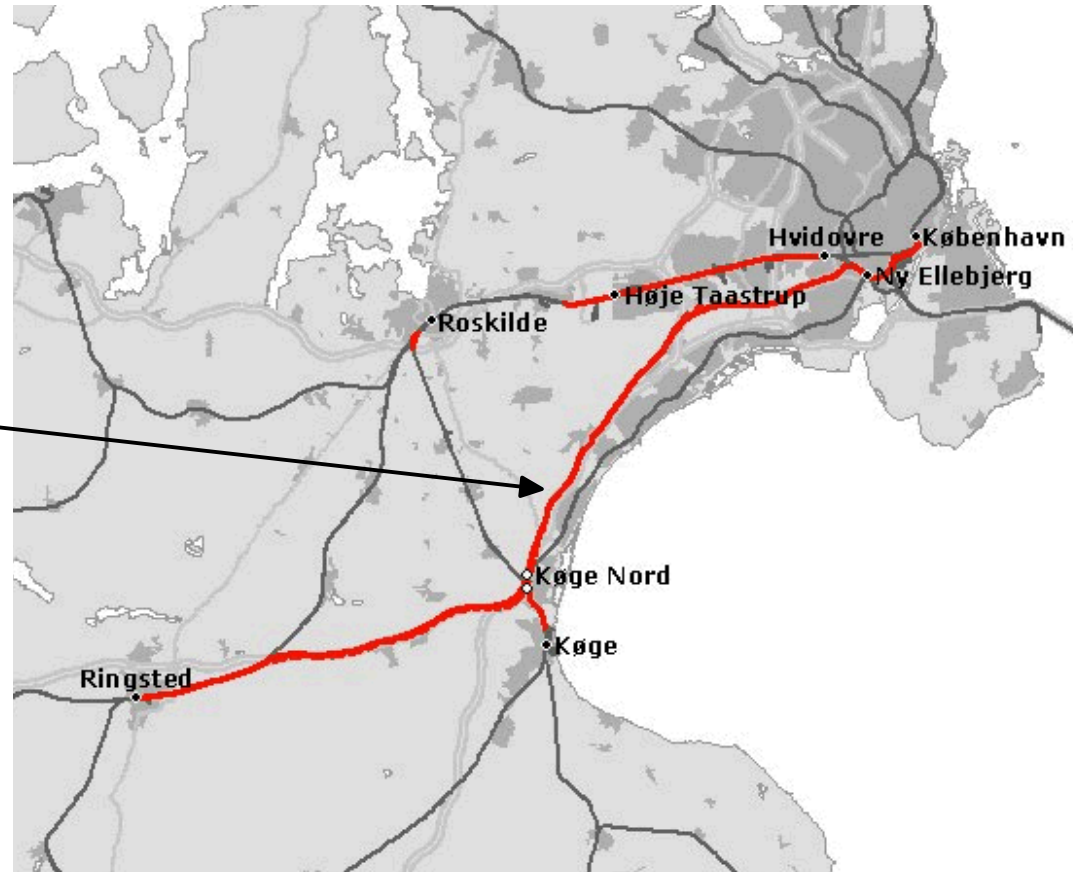 Hvidovre
København
Ny Ellebjerg
Høje Taastrup
Roskilde
Køge Nord
Køge
Ringsted